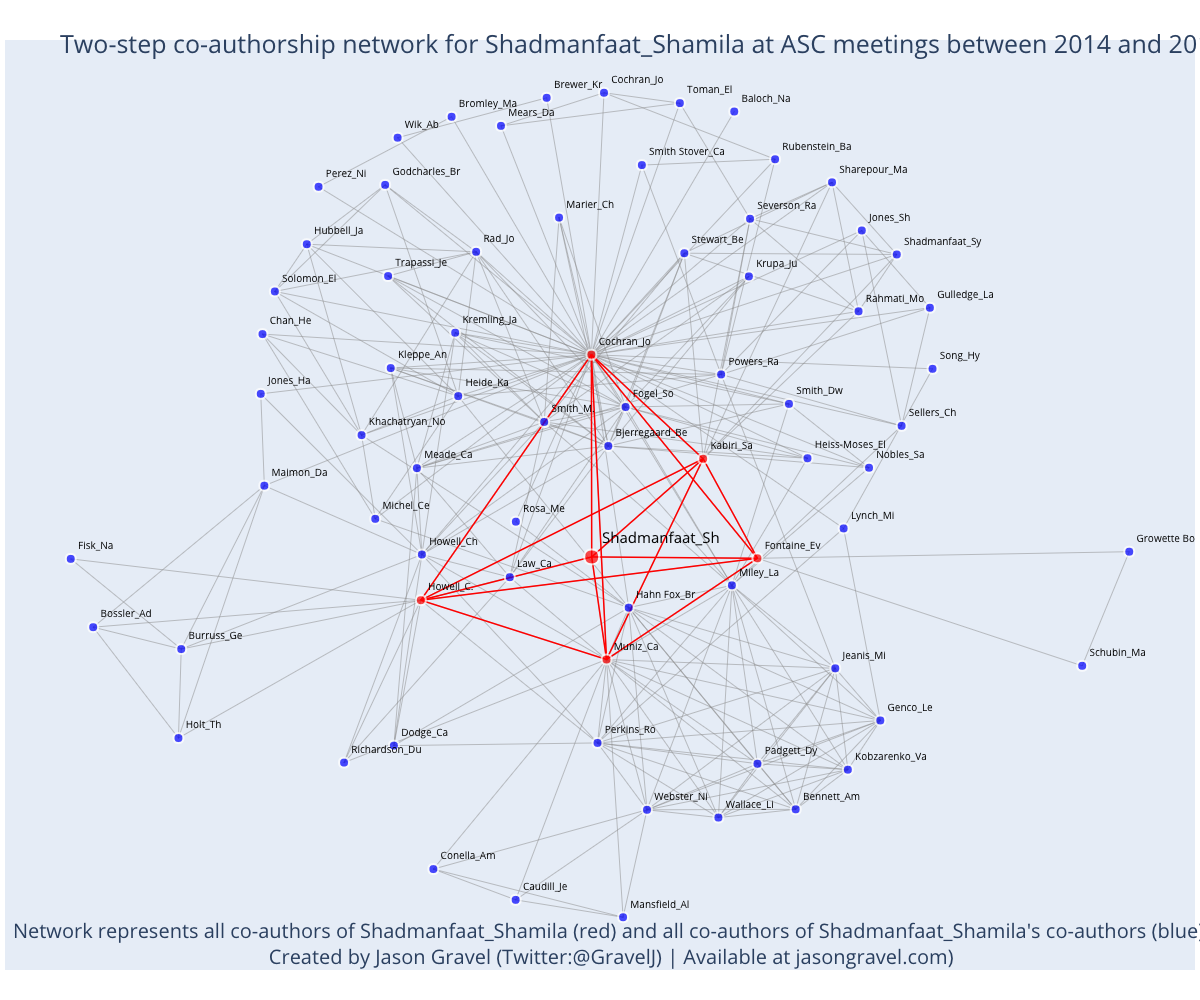 Two-step co-authorship network for Shadmanfaat_Shamila at ASC meetings between 2014 and 20
Cochran_Jo
Brewer_Kr
Toman_El
Baloch_Na
Bromley_Ma
Mears_Da
Wik_Ab
Rubenstein_Ba
Smith Stover_Ca
Perez_Ni
Godcharles_Br
Sharepour_Ma
Marier_Ch
Severson_Ra
Jones_Sh
Hubbell_Ja
Rad_Jo
Stewart_Be
Shadmanfaat_Sy
Trapassi_Je
Krupa_Ju
Solomon_El
Gulledge_La
Rahmati_Mo
Chan_He
Kremling_Ja
Cochran_Jo
Kleppe_An
Powers_Ra
Song_Hy
Jones_Ha
Heide_Ka
Fogel_So
Smith_Dw
Smith_M.
Sellers_Ch
Khachatryan_No
Bjerregaard_Be
Kabiri_Sa
Heiss-Moses_El
Nobles_Sa
Meade_Ca
Maimon_Da
Michel_Ce
Rosa_Me
Lynch_Mi
Shadmanfaat_Sh
Growette Bo
Howell_Ch
Fontaine_Ev
Fisk_Na
Law_Ca
Miley_La
Howell_C.
Hahn Fox_Br
Bossler_Ad
Burruss_Ge
Muniz_Ca
Jeanis_Mi
Schubin_Ma
Genco_Le
Holt_Th
Dodge_Ca
Perkins_Ro
Richardson_Du
Padgett_Dy
Kobzarenko_Va
Webster_Ni
Wallace_Li
Bennett_Am
Conella_Am
Caudill_Je
Mansfield_Al
Network represents all co-authors of Shadmanfaat_Shamila (red) and all co-authors of Shadmanfaat_Shamila's co-authors (blue)
Created by Jason Gravel (Twitter:@GravelJ) | Available at jasongravel.com)